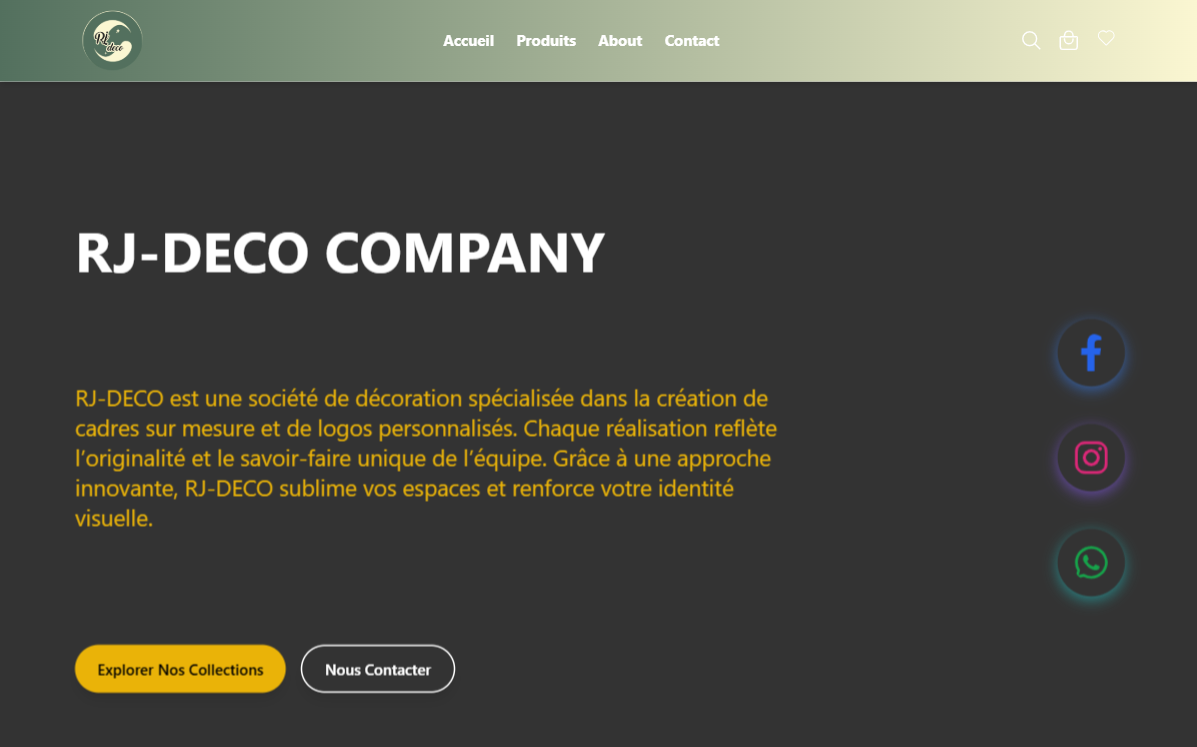 Rj
deco
Accueil Produits About Contact
RJ-DECO COMPANY
RJ-DECO est une société de décoration spécialisée dans la création de
cadres sur mesure et de logos personnalisés. Chaque réalisation reflète
l’originalité et le savoir-faire unique de l’équipe. Grâce à une approche
innovante, RJ-DECO sublime vos espaces et renforce votre identité
visuelle.
Explorer Nos Collections
Nous Contacter